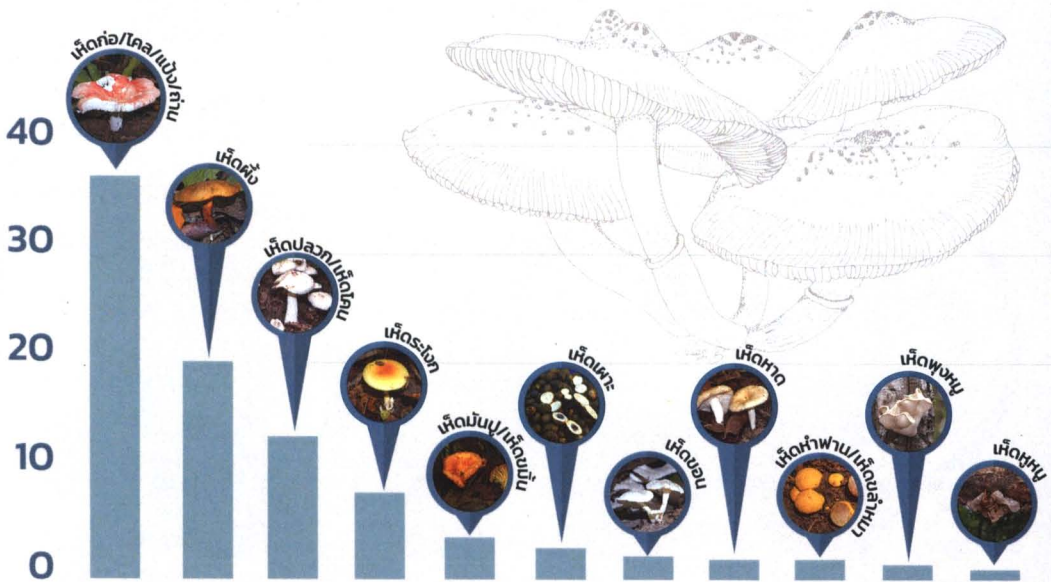 เห็ดก่อ/ไคล/แป้ง/ถ่าน
เห็ดผึ้ง
เห็ดปลวก/เห็ดโคน
เห็ดระโงก
เห็ดมันปู/เห็ดขมิ้น
เห็ดเผาะ
เห็ดขอน
เห็ดหาด
เห็ดหำฟาน/เห็ดขล้ำหมา
เห็ดพุงหมู
เห็ดหูหนู
40
30
20
10
0